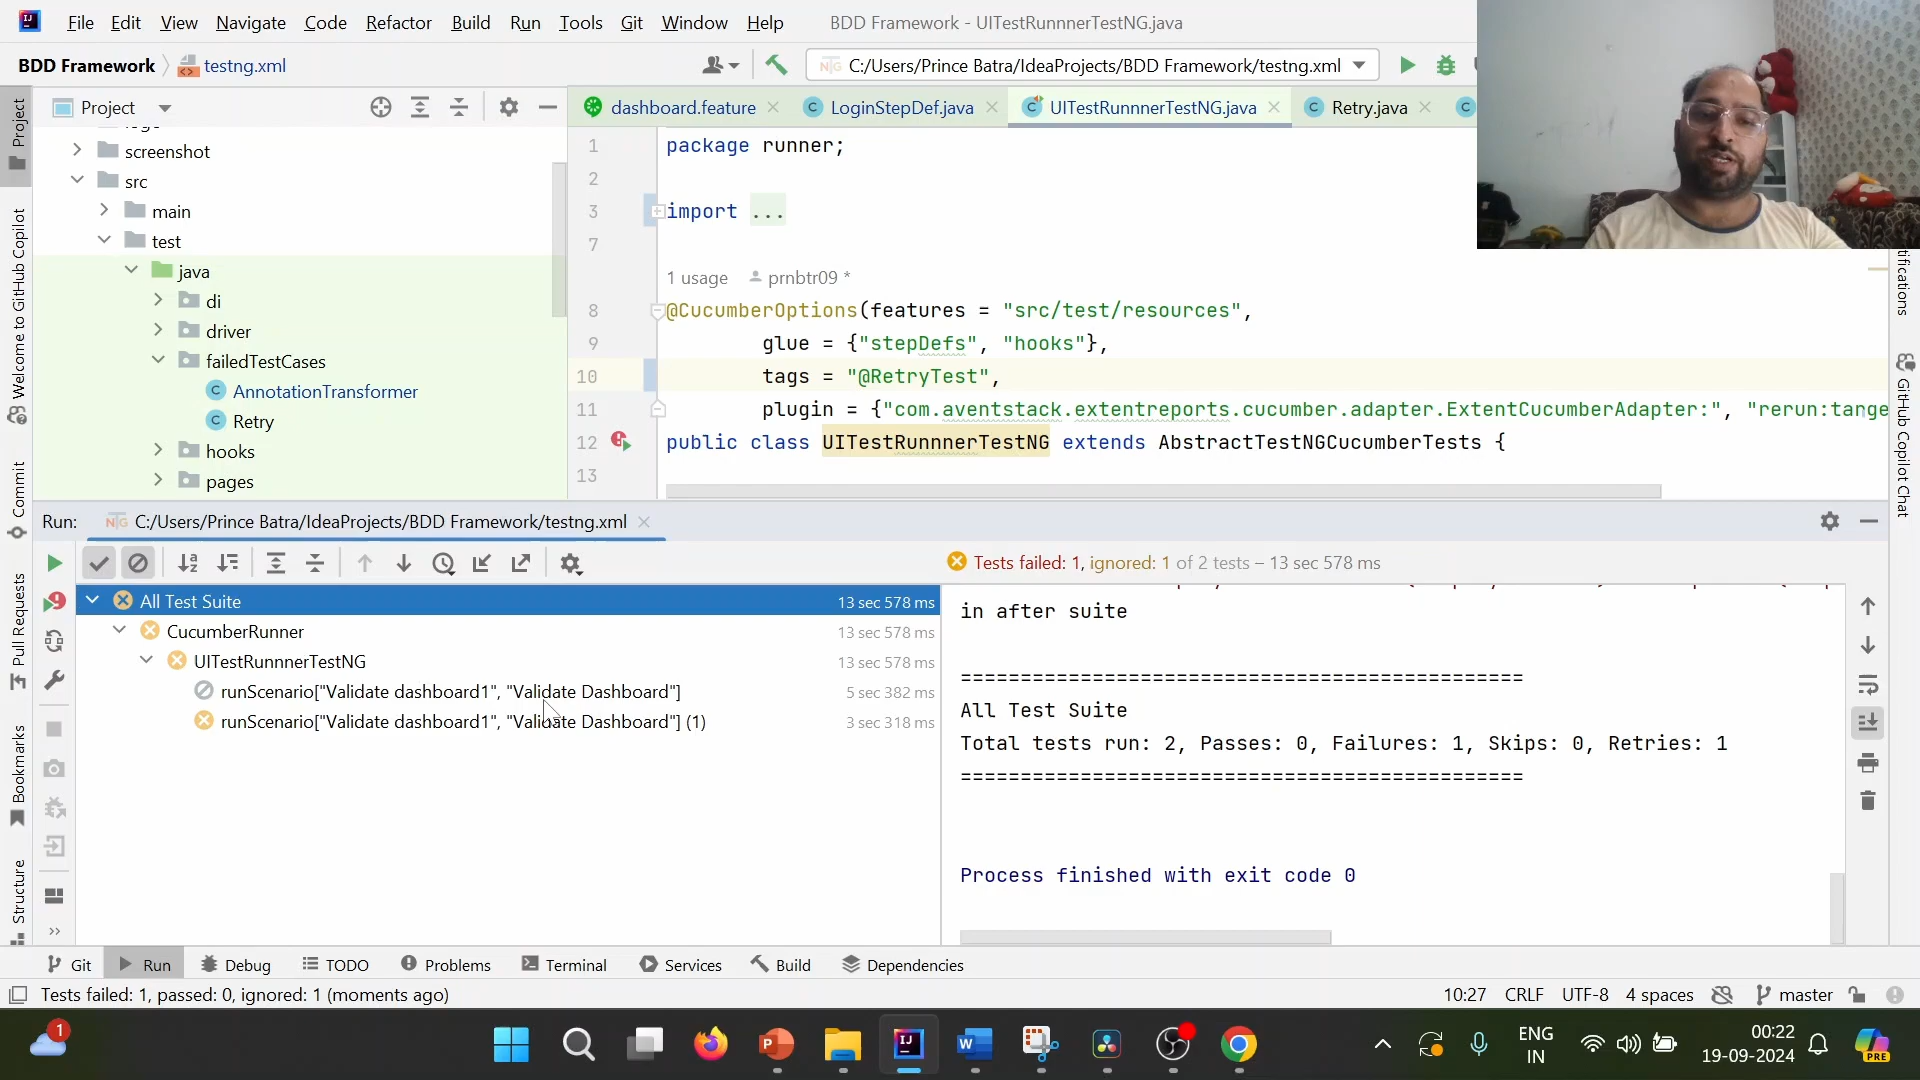 File Edit View Navigate Code Refactor Build Run Tools Git Window Help BDD Framework - UITestRunnnerTestNG.java
BDD Framework testng.xml
C:/Users/Prince Batra/IdeaProjects/BDD Framework/testng.xml
Project
dashboard.feature LoginStepDef.java UITestRunnnerTestNG.java Retry.java
screenshot
src
main
test
java
di
driver
failedTestCases
AnnotationTransformer
Retry
hooks
pages
1 package runner;
2
3 import ...
7
1 usage prnbtr09 *
8 @CucumberOptions(features = "src/test/resources",
9 glue = {"stepDefs", "hooks"},
10 tags = "@RetryTest",
11 plugin = {"com.aventstack.extentreports.cucumber.adapter.ExtentCucumberAdapter:", "rerun:targe
12 public class UITestRunnnerTestNG extends AbstractTestNGCucumberTests {
13
Project
Welcome to GitHub Copilot
Commit
Pull Requests
Bookmarks
Structure
tifications
GitHub Copilot Chat
Run: C:/Users/Prince Batra/IdeaProjects/BDD Framework/testng.xml
Tests failed: 1, ignored: 1 of 2 tests – 13 sec 578 ms
All Test Suite 13 sec 578 ms
CucumberRunner 13 sec 578 ms
UITestRunnnerTestNG 13 sec 578 ms
runScenario["Validate dashboard1", "Validate Dashboard"] 5 sec 382 ms
runScenario["Validate dashboard1", "Validate Dashboard"] (1) 3 sec 318 ms
in after suite
===============================================
All Test Suite
Total tests run: 2, Passes: 0, Failures: 1, Skips: 0, Retries: 1
===============================================
Process finished with exit code 0
Git Run Debug TODO Problems Terminal Services Build Dependencies
Tests failed: 1, passed: 0, ignored: 1 (moments ago) 10:27 CRLF UTF-8 4 spaces master
1
ENG
IN
00:22
19-09-2024
PRE